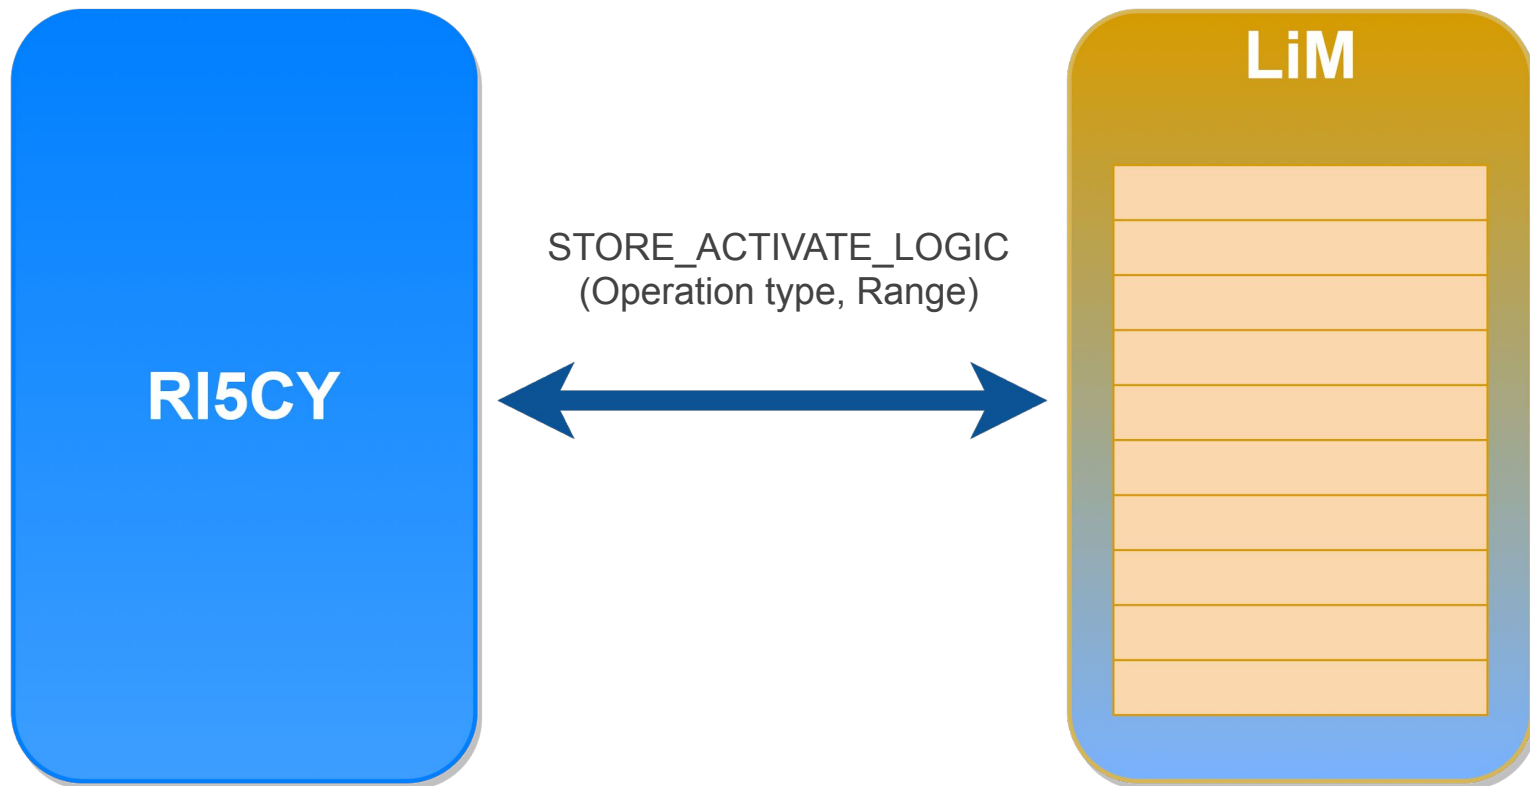 LiM
STORE_ACTIVATE_LOGIC
(Operation type, Range)
RI5CY